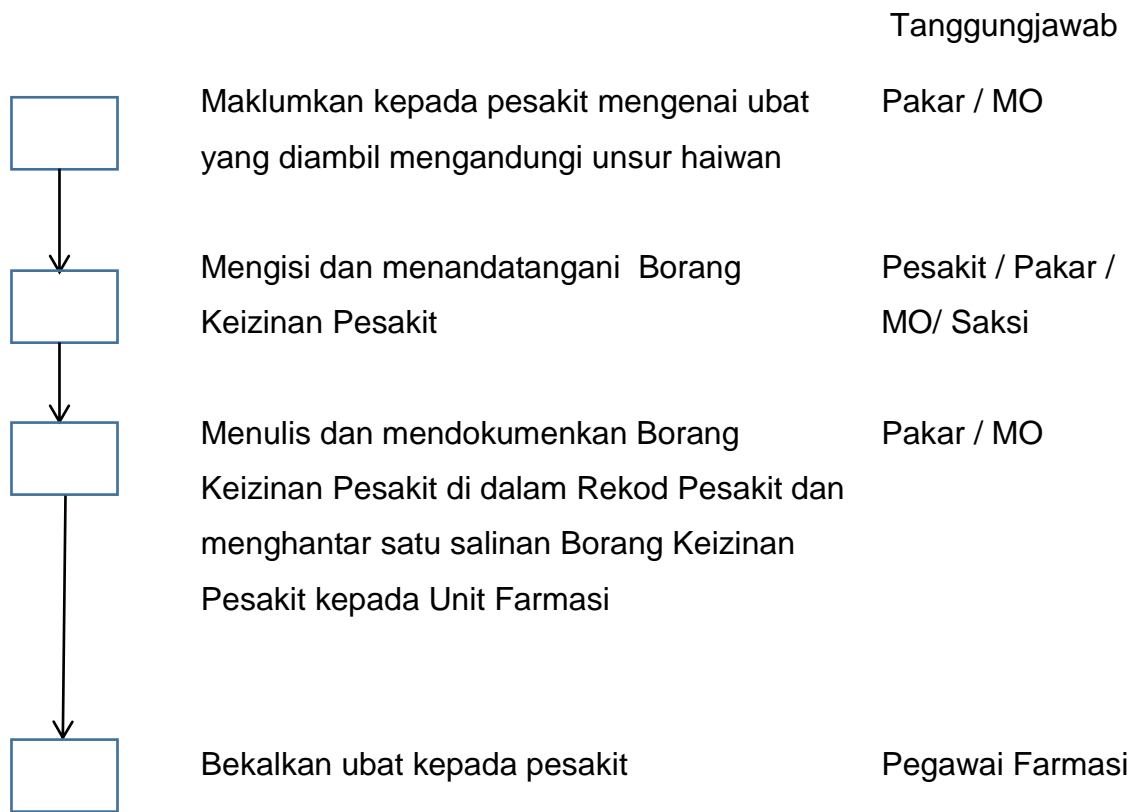 Tanggungjawab
Maklumkan kepada pesakit mengenai ubat Pakar / MO
yang diambil mengandungi unsur haiwan
Mengisi dan menandatangani Borang Pesakit / Pakar /
Keizinan Pesakit MO/ Saksi
Menulis dan mendokumenkan Borang Pakar / MO
Keizinan Pesakit di dalam Rekod Pesakit dan
menghantar satu salinan Borang Keizinan
Pesakit kepada Unit Farmasi
Bekalkan ubat kepada pesakit Pegawai Farmasi